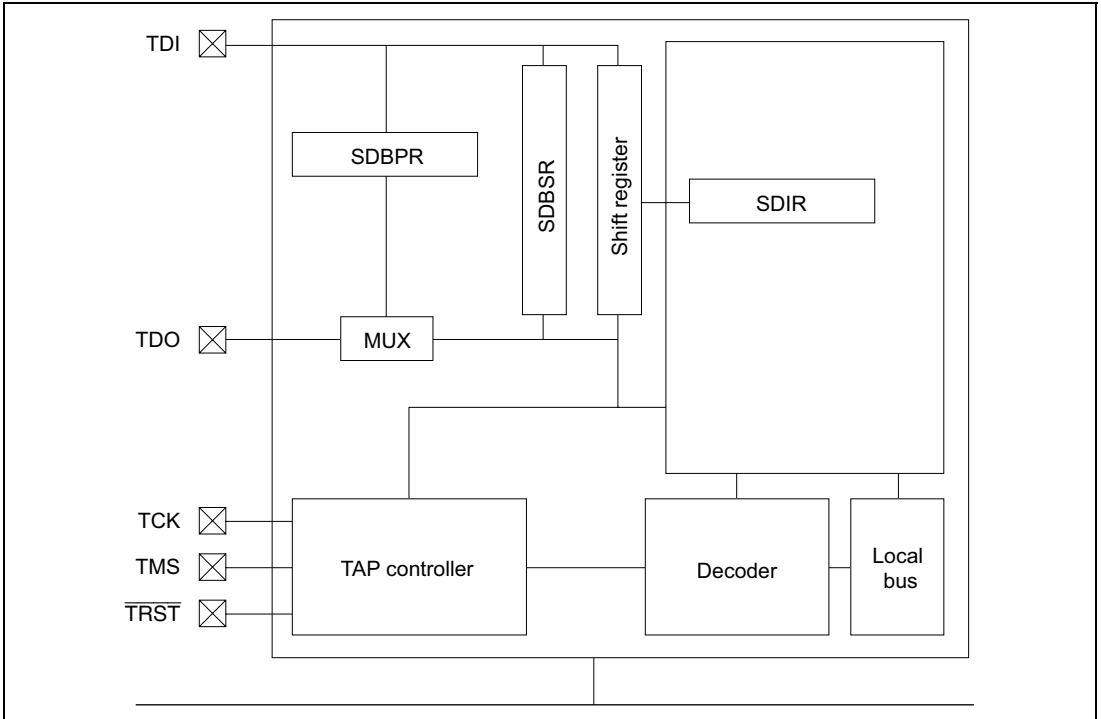 TDI
SDBPR
SDBSR
Shift register
SDIR
TDO
MUX
TCK
TMS
TRST
TAP controller
Decoder
Local
bus